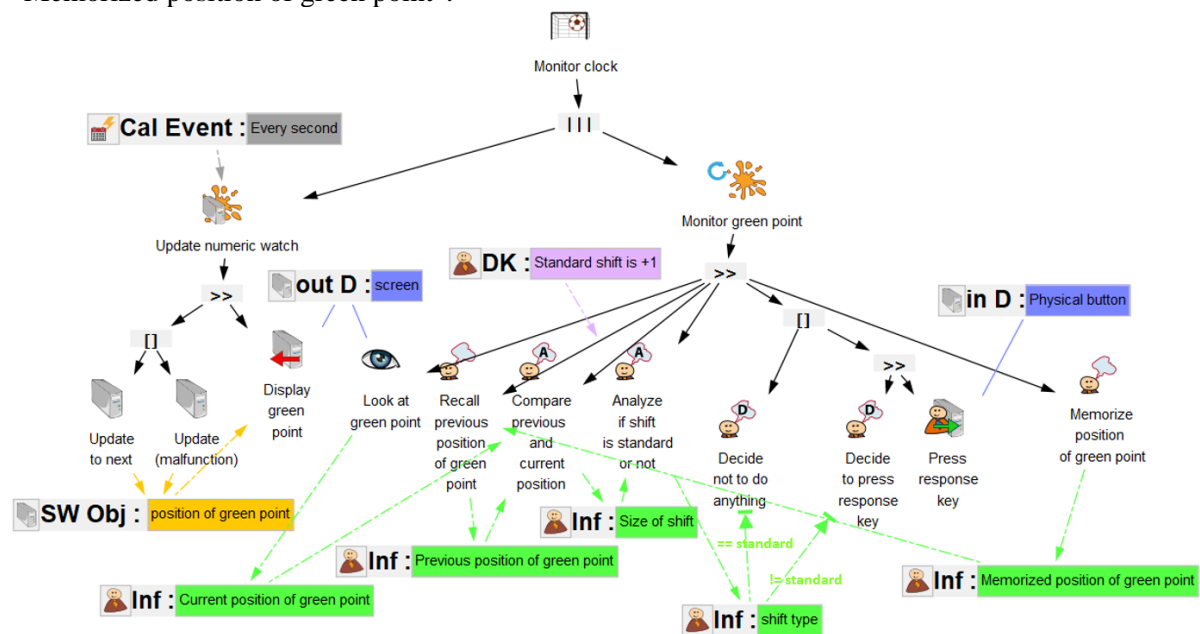 "Memorized position of green point".
Monitor clock
|||
Cal Event : Every second
Update numeric watch
Monitor green point
>>
>>
DK : Standard shift is +1
out D : screen
in D : Physical button
[]
[]
>>
Update
to next
Update
(malfunction)
Display
green
point
Look at
green point
Recall
previous
position
of green
point
A
Compare
previous
and
current
position
A
Analyze
if shift
is standard
or not
D
Decide
not to do
anything
D
Decide
to press
response
key
Press
response
key
Memorize
position
of green point
SW Obj : position of green point
Inf : Size of shift
== standard
!= standard
Inf : Previous position of green point
Inf : Current position of green point
Inf : shift type
Inf : Memorized position of green point